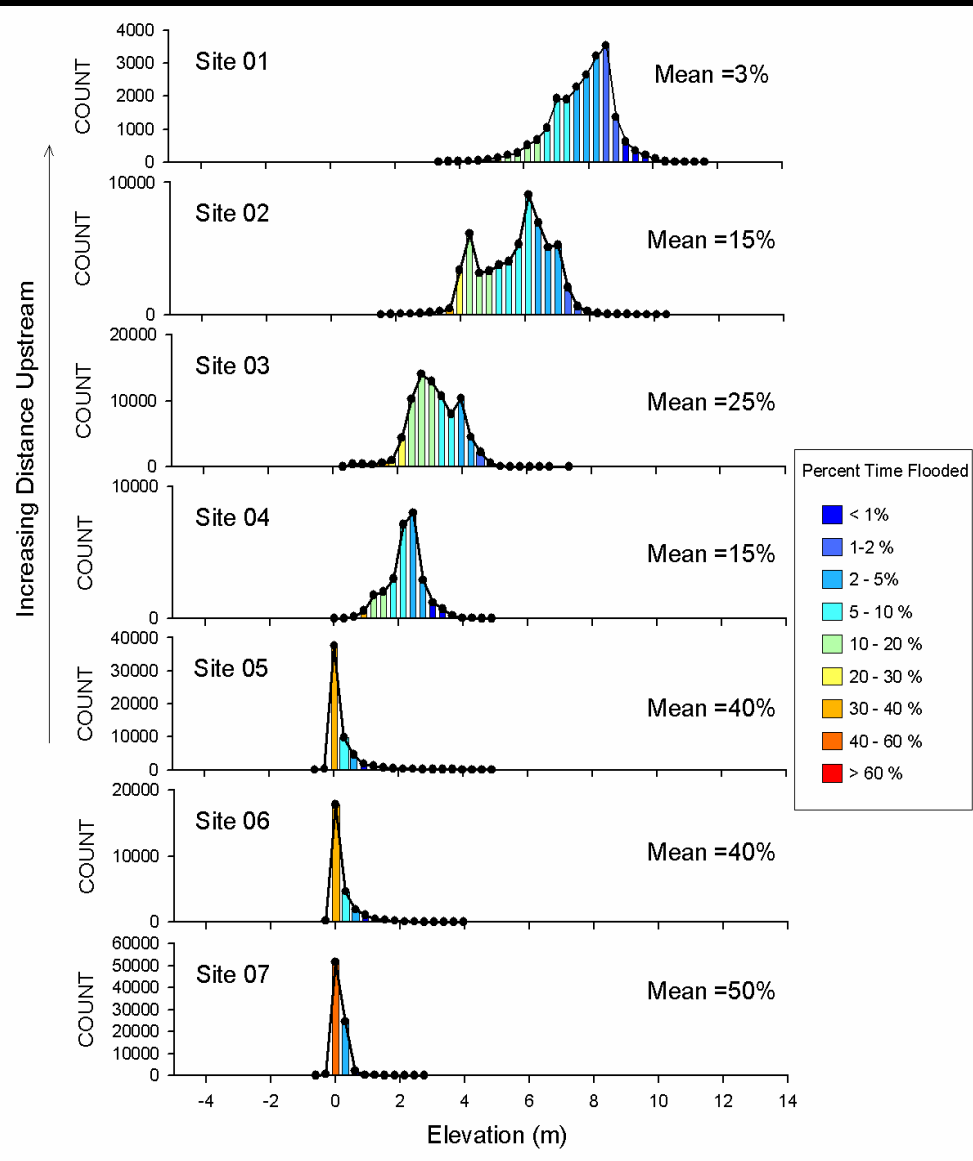 4000
3000
2000
1000
0
COUNT
Site 01
Mean =3%
10000
0
COUNT
Site 02
Mean =15%
20000
10000
0
COUNT
Site 03
Mean =25%
10000
0
COUNT
Site 04
Mean =15%
40000
30000
20000
10000
0
COUNT
Site 05
Mean =40%
20000
10000
0
COUNT
Site 06
Mean =40%
60000
50000
40000
30000
20000
10000
0
COUNT
Site 07
Mean =50%
-4 -2 0 2 4 6 8 10 12 14
Elevation (m)
Increasing Distance Upstream
Percent Time Flooded
< 1%
1-2 %
2 - 5%
5 - 10 %
10 - 20 %
20 - 30 %
30 - 40 %
40 - 60 %
> 60 %